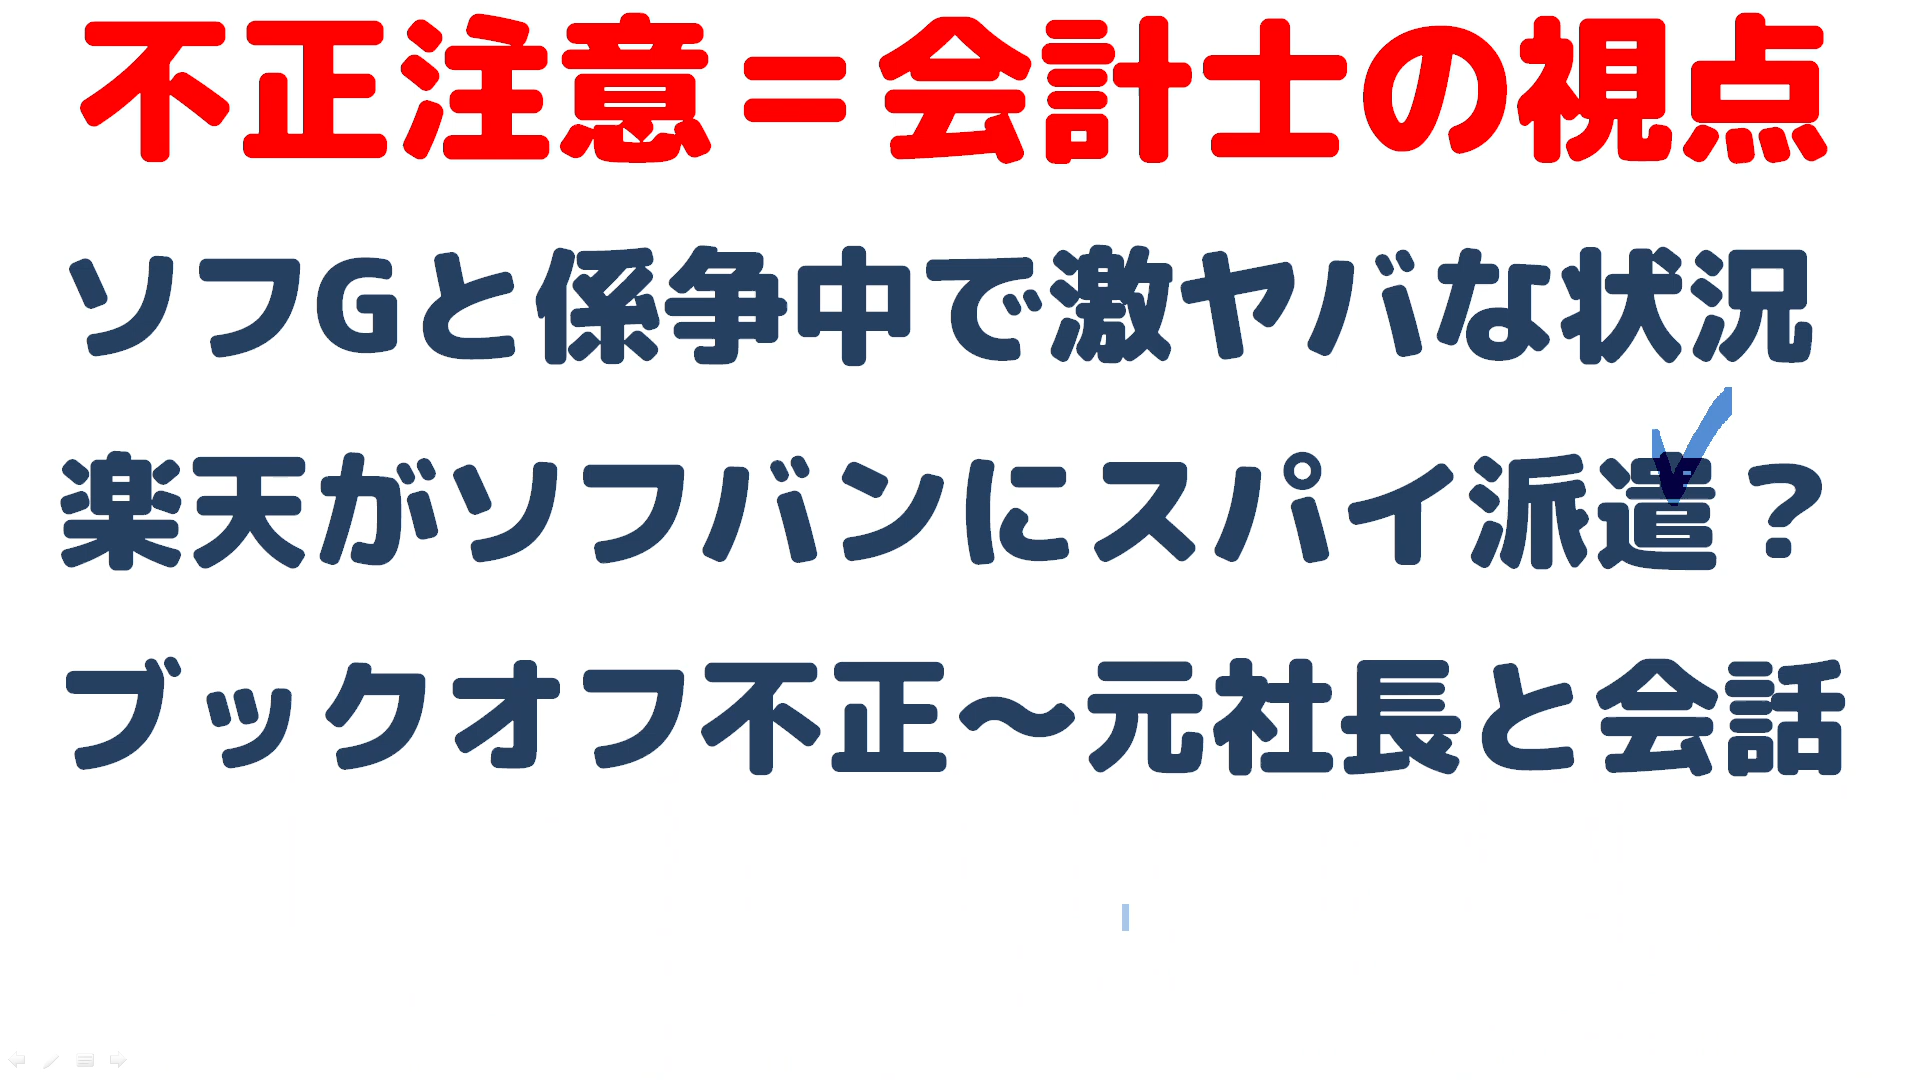 不正注意＝会計士の視点
ソフGと係争中で激ヤバな状況
楽天がソフバンにスパイ派遣？
ブックオフ不正～元社長と会話